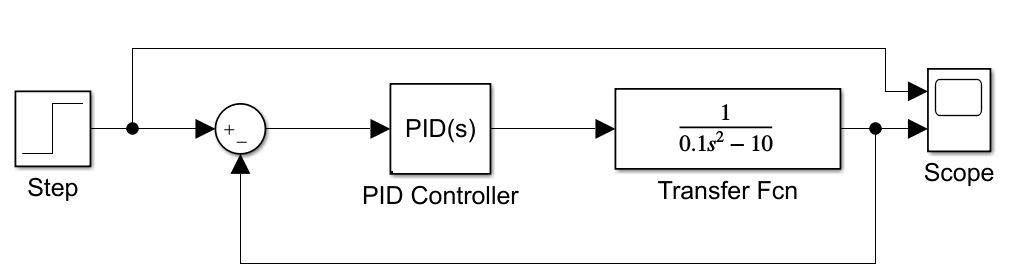 Step
+
−
PID(s)
PID Controller
1
0.1s² − 10
Transfer Fcn
Scope